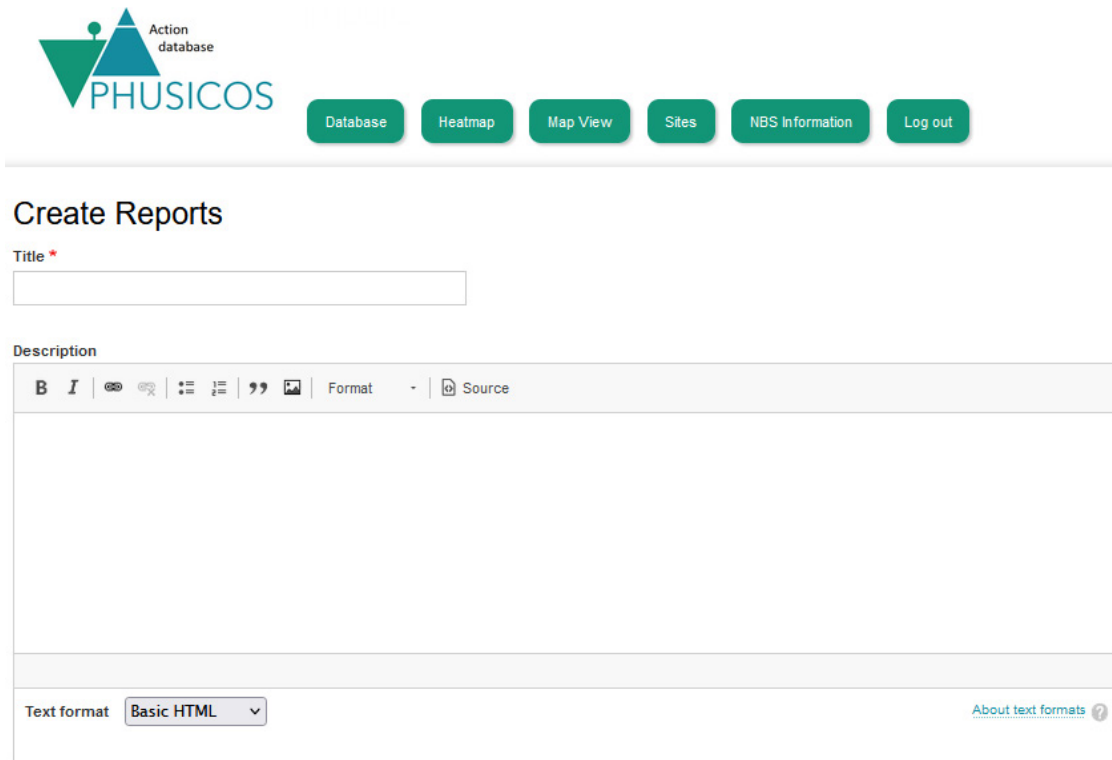 Action
database
PHUSICOS
Database Heatmap Map View Sites NBS Information Log out
Create Reports
Title *
Description
B I Format Source
Text format Basic HTML About text formats ?